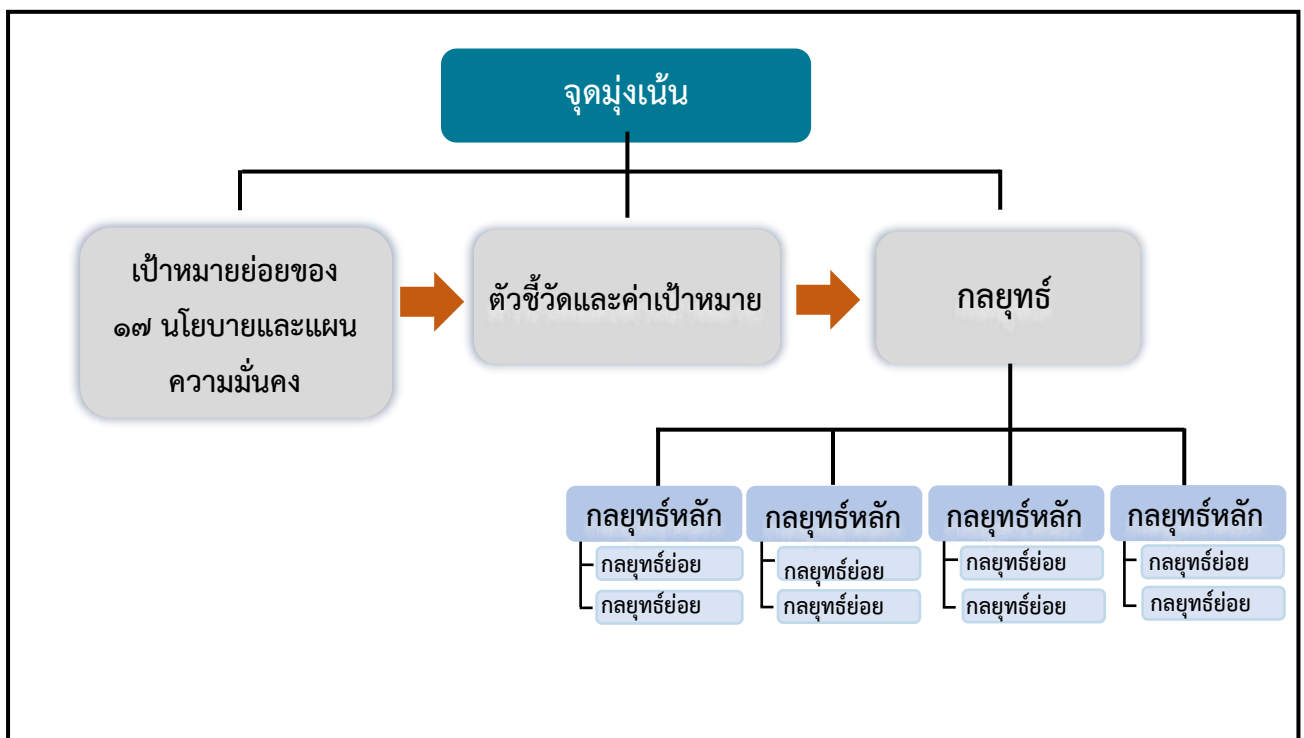 จุดมุ่งเน้น
เป้าหมายย่อยของ
๑๗ นโยบายและแผน
ความมั่นคง
ตัวชี้วัดและค่าเป้าหมาย
กลยุทธ์
กลยุทธ์หลัก
กลยุทธ์ย่อย
กลยุทธ์ย่อย
กลยุทธ์หลัก
กลยุทธ์ย่อย
กลยุทธ์ย่อย
กลยุทธ์หลัก
กลยุทธ์ย่อย
กลยุทธ์ย่อย
กลยุทธ์หลัก
กลยุทธ์ย่อย
กลยุทธ์ย่อย